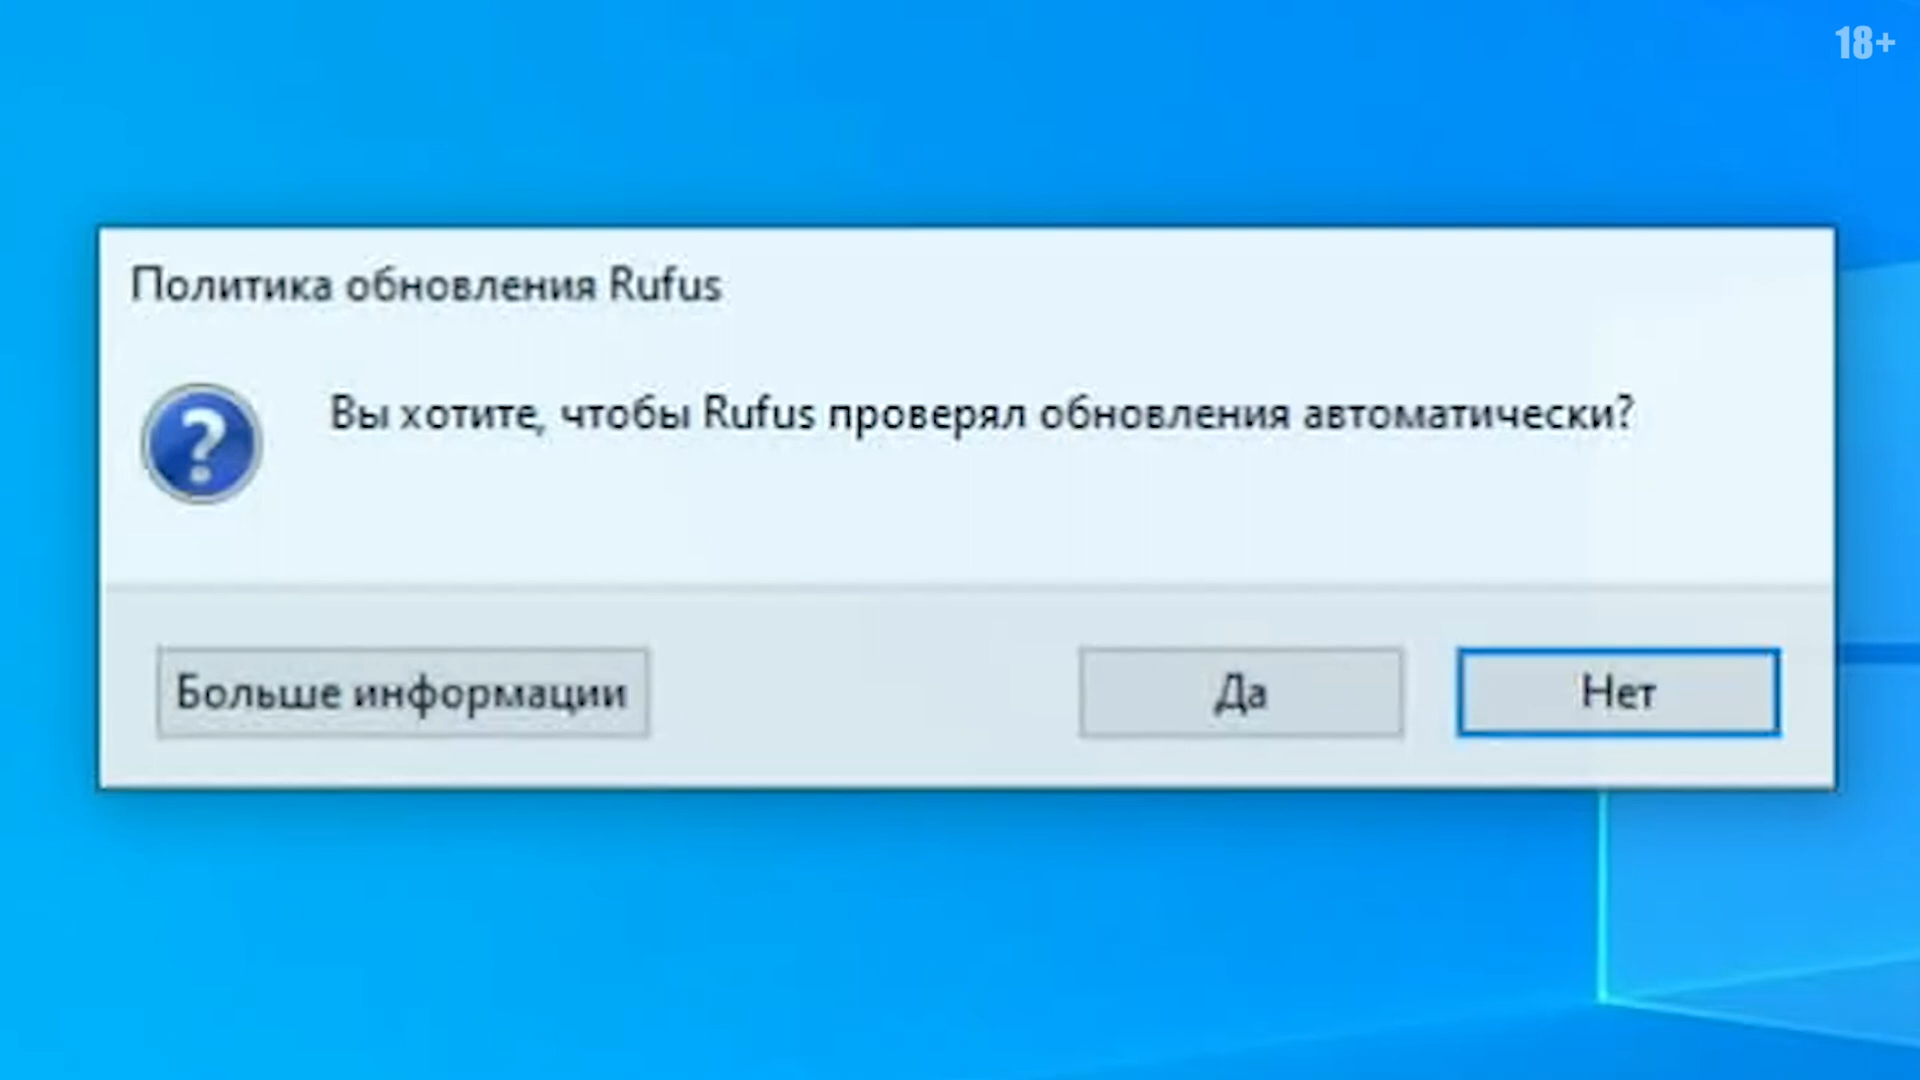 18+
Политика обновления Rufus
Вы хотите, чтобы Rufus проверял обновления автоматически?
Больше информации
Да
Нет